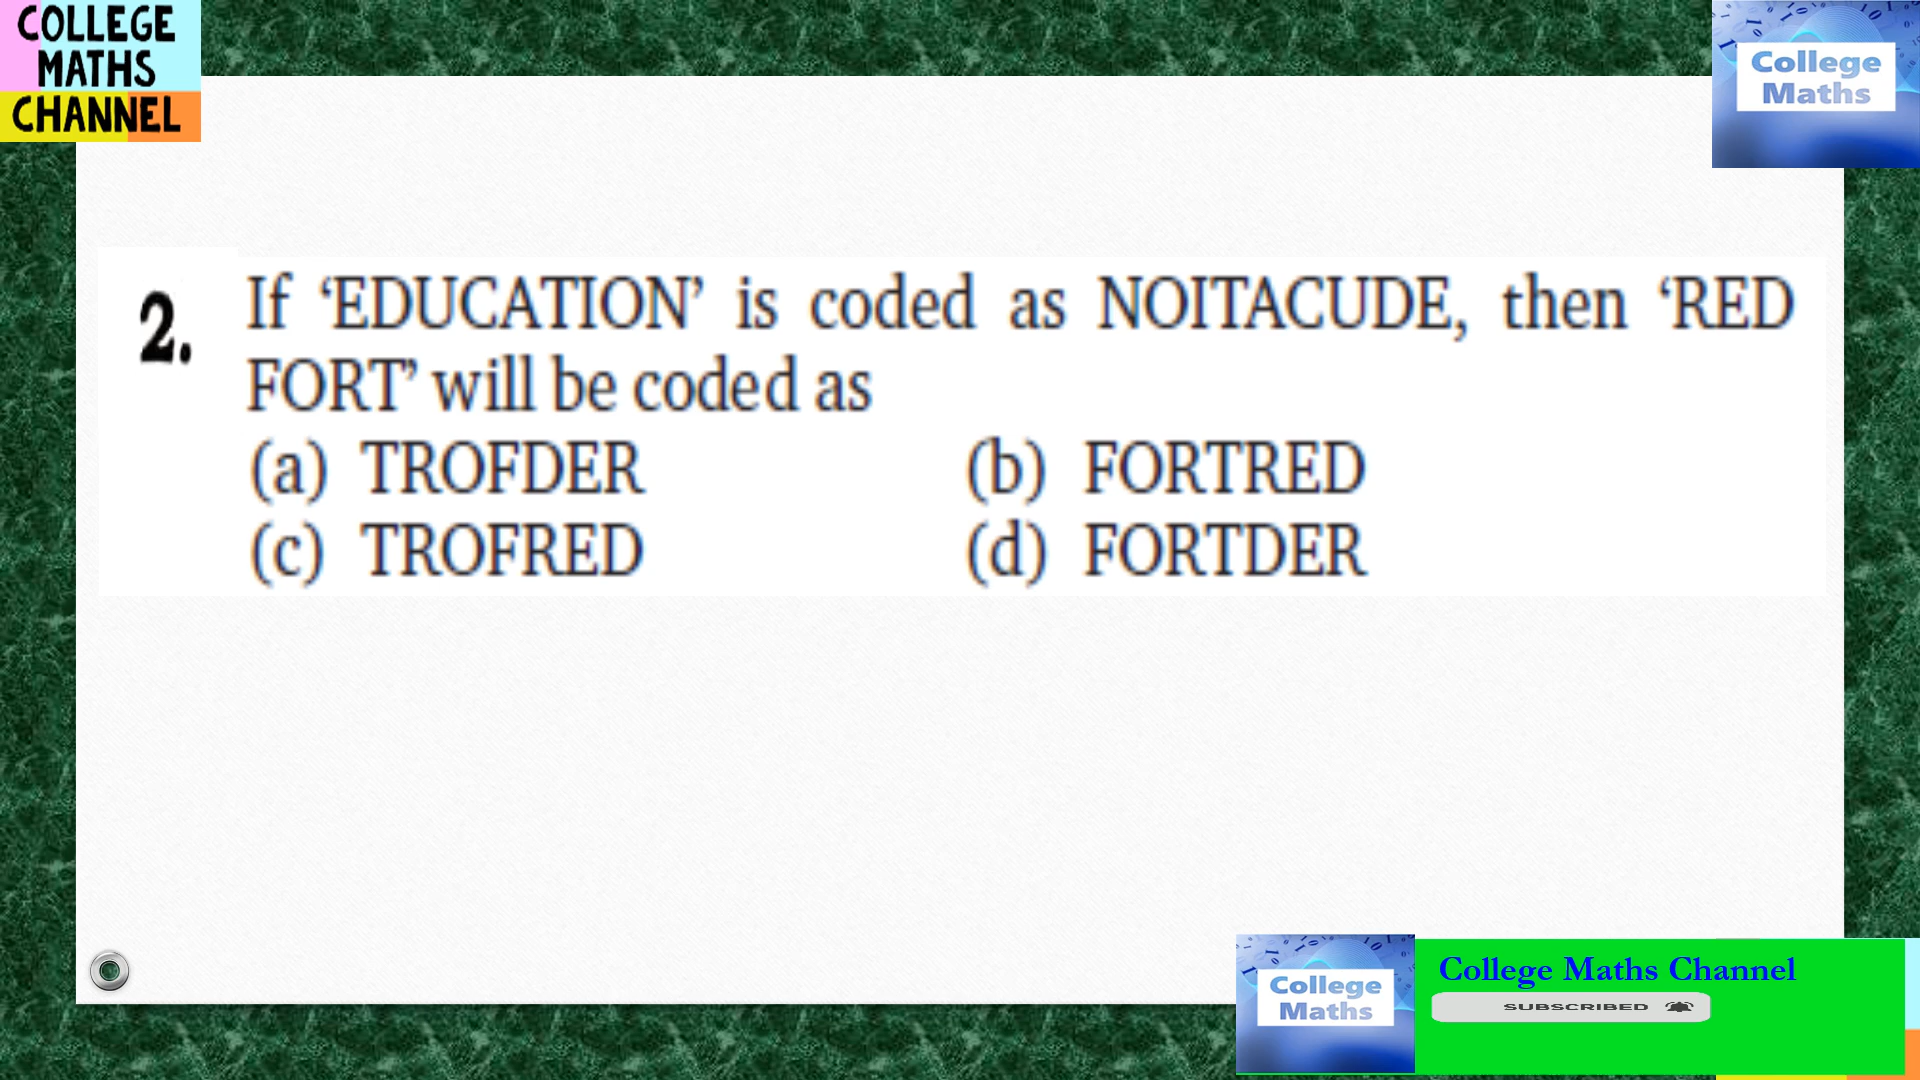 COLLEGE
MATHS
CHANNEL
College
Maths
2. If ‘EDUCATION’ is coded as NOITACUDE, then ‘RED
FORT’ will be coded as
(a) TROFDER (b) FORTRED
(c) TROFRED (d) FORTDER
College
Maths
College Maths Channel
SUBSCRIBED